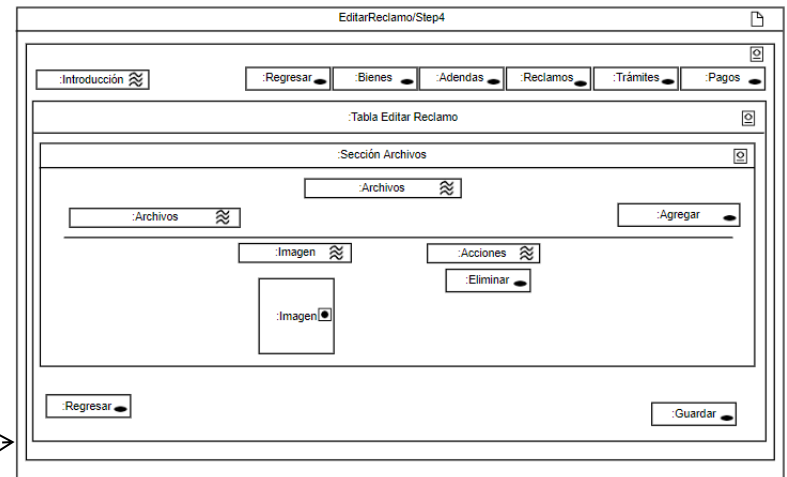 EditarReclamo/Step4
:Introducción
:Regresar
:Bienes
:Adendas
:Reclamos
:Trámites
:Pagos
:Tabla Editar Reclamo
:Sección Archivos
:Archivos
:Archivos
:Agregar
:Imagen
:Acciones
:Eliminar
:Imagen
:Regresar
:Guardar